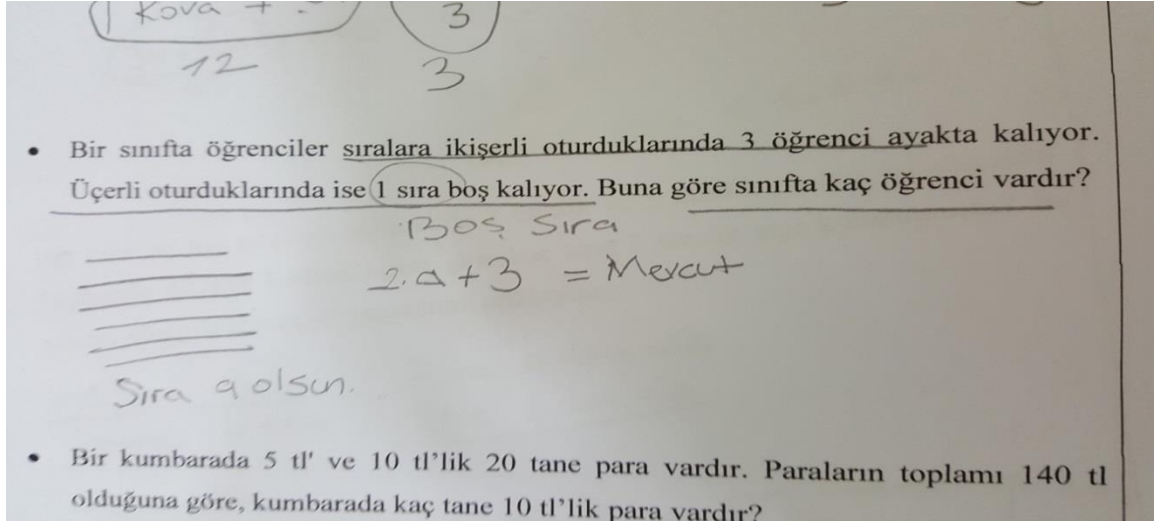 1 Kova +
3
12
3
• Bir sınıfta öğrenciler sıralara ikişerli oturduklarında 3 öğrenci ayakta kalıyor.
Üçerli oturduklarında ise 1 sıra boş kalıyor. Buna göre sınıfta kaç öğrenci vardır?
Boş Sıra
2.a+3 = Mevcut
Sıra a olsun.
• Bir kumbarada 5 tl' ve 10 tl'lik 20 tane para vardır. Paraların toplamı 140 tl
olduğuna göre, kumbarada kaç tane 10 tl'lik para vardır?